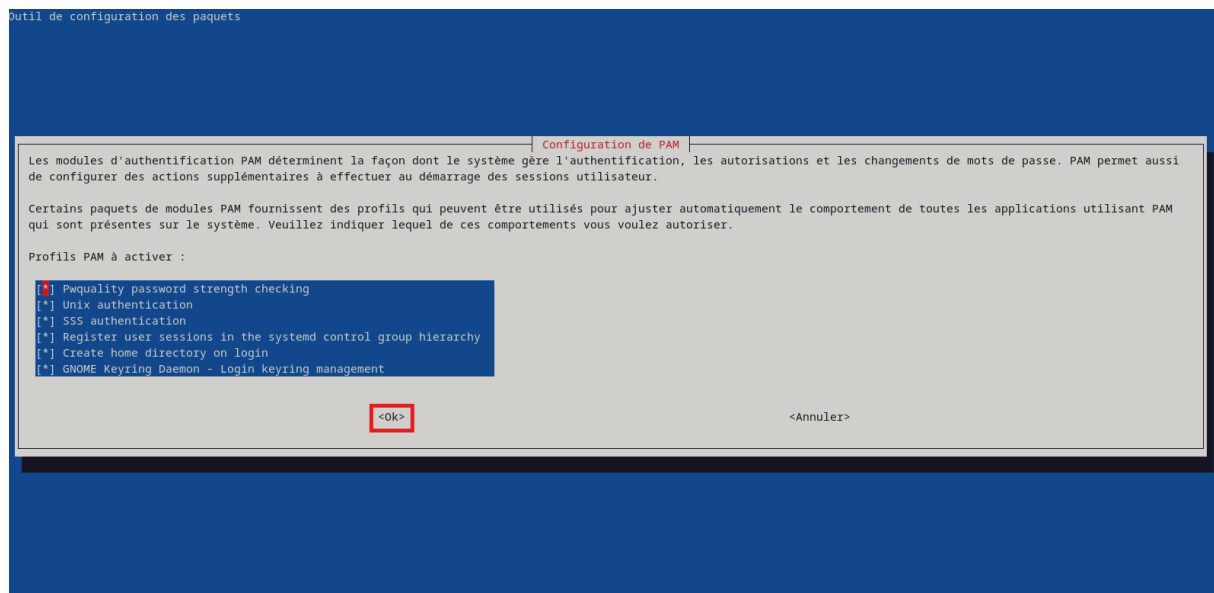 Outil de configuration des paquets
Configuration de PAM
Les modules d'authentification PAM déterminent la façon dont le système gère l'authentification, les autorisations et les changements de mots de passe. PAM permet aussi
de configurer des actions supplémentaires à effectuer au démarrage des sessions utilisateur.
Certains paquets de modules PAM fournissent des profils qui peuvent être utilisés pour ajuster automatiquement le comportement de toutes les applications utilisant PAM
qui sont présentes sur le système. Veuillez indiquer lequel de ces comportements vous voulez autoriser.
Profils PAM à activer :
[*] Pwquality password strength checking
[*] Unix authentication
[*] SSS authentication
[*] Register user sessions in the systemd control group hierarchy
[*] Create home directory on login
[*] GNOME Keyring Daemon - Login keyring management
<Ok> <Annuler>